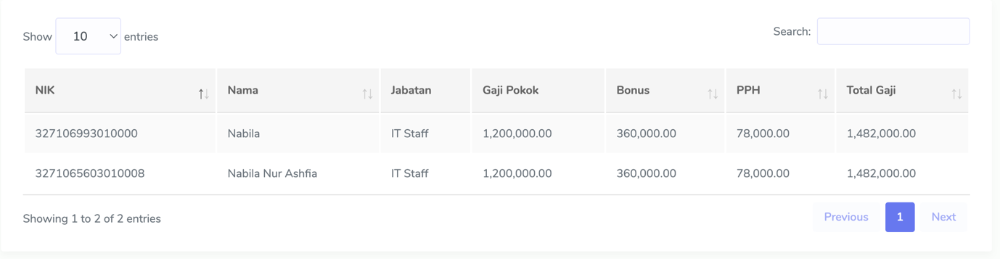 Show 10 entries Search:
NIK Nama Jabatan Gaji Pokok Bonus PPH Total Gaji
327106993010000 Nabila IT Staff 1,200,000.00 360,000.00 78,000.00 1,482,000.00
3271065603010008 Nabila Nur Ashfia IT Staff 1,200,000.00 360,000.00 78,000.00 1,482,000.00
Showing 1 to 2 of 2 entries Previous 1 Next